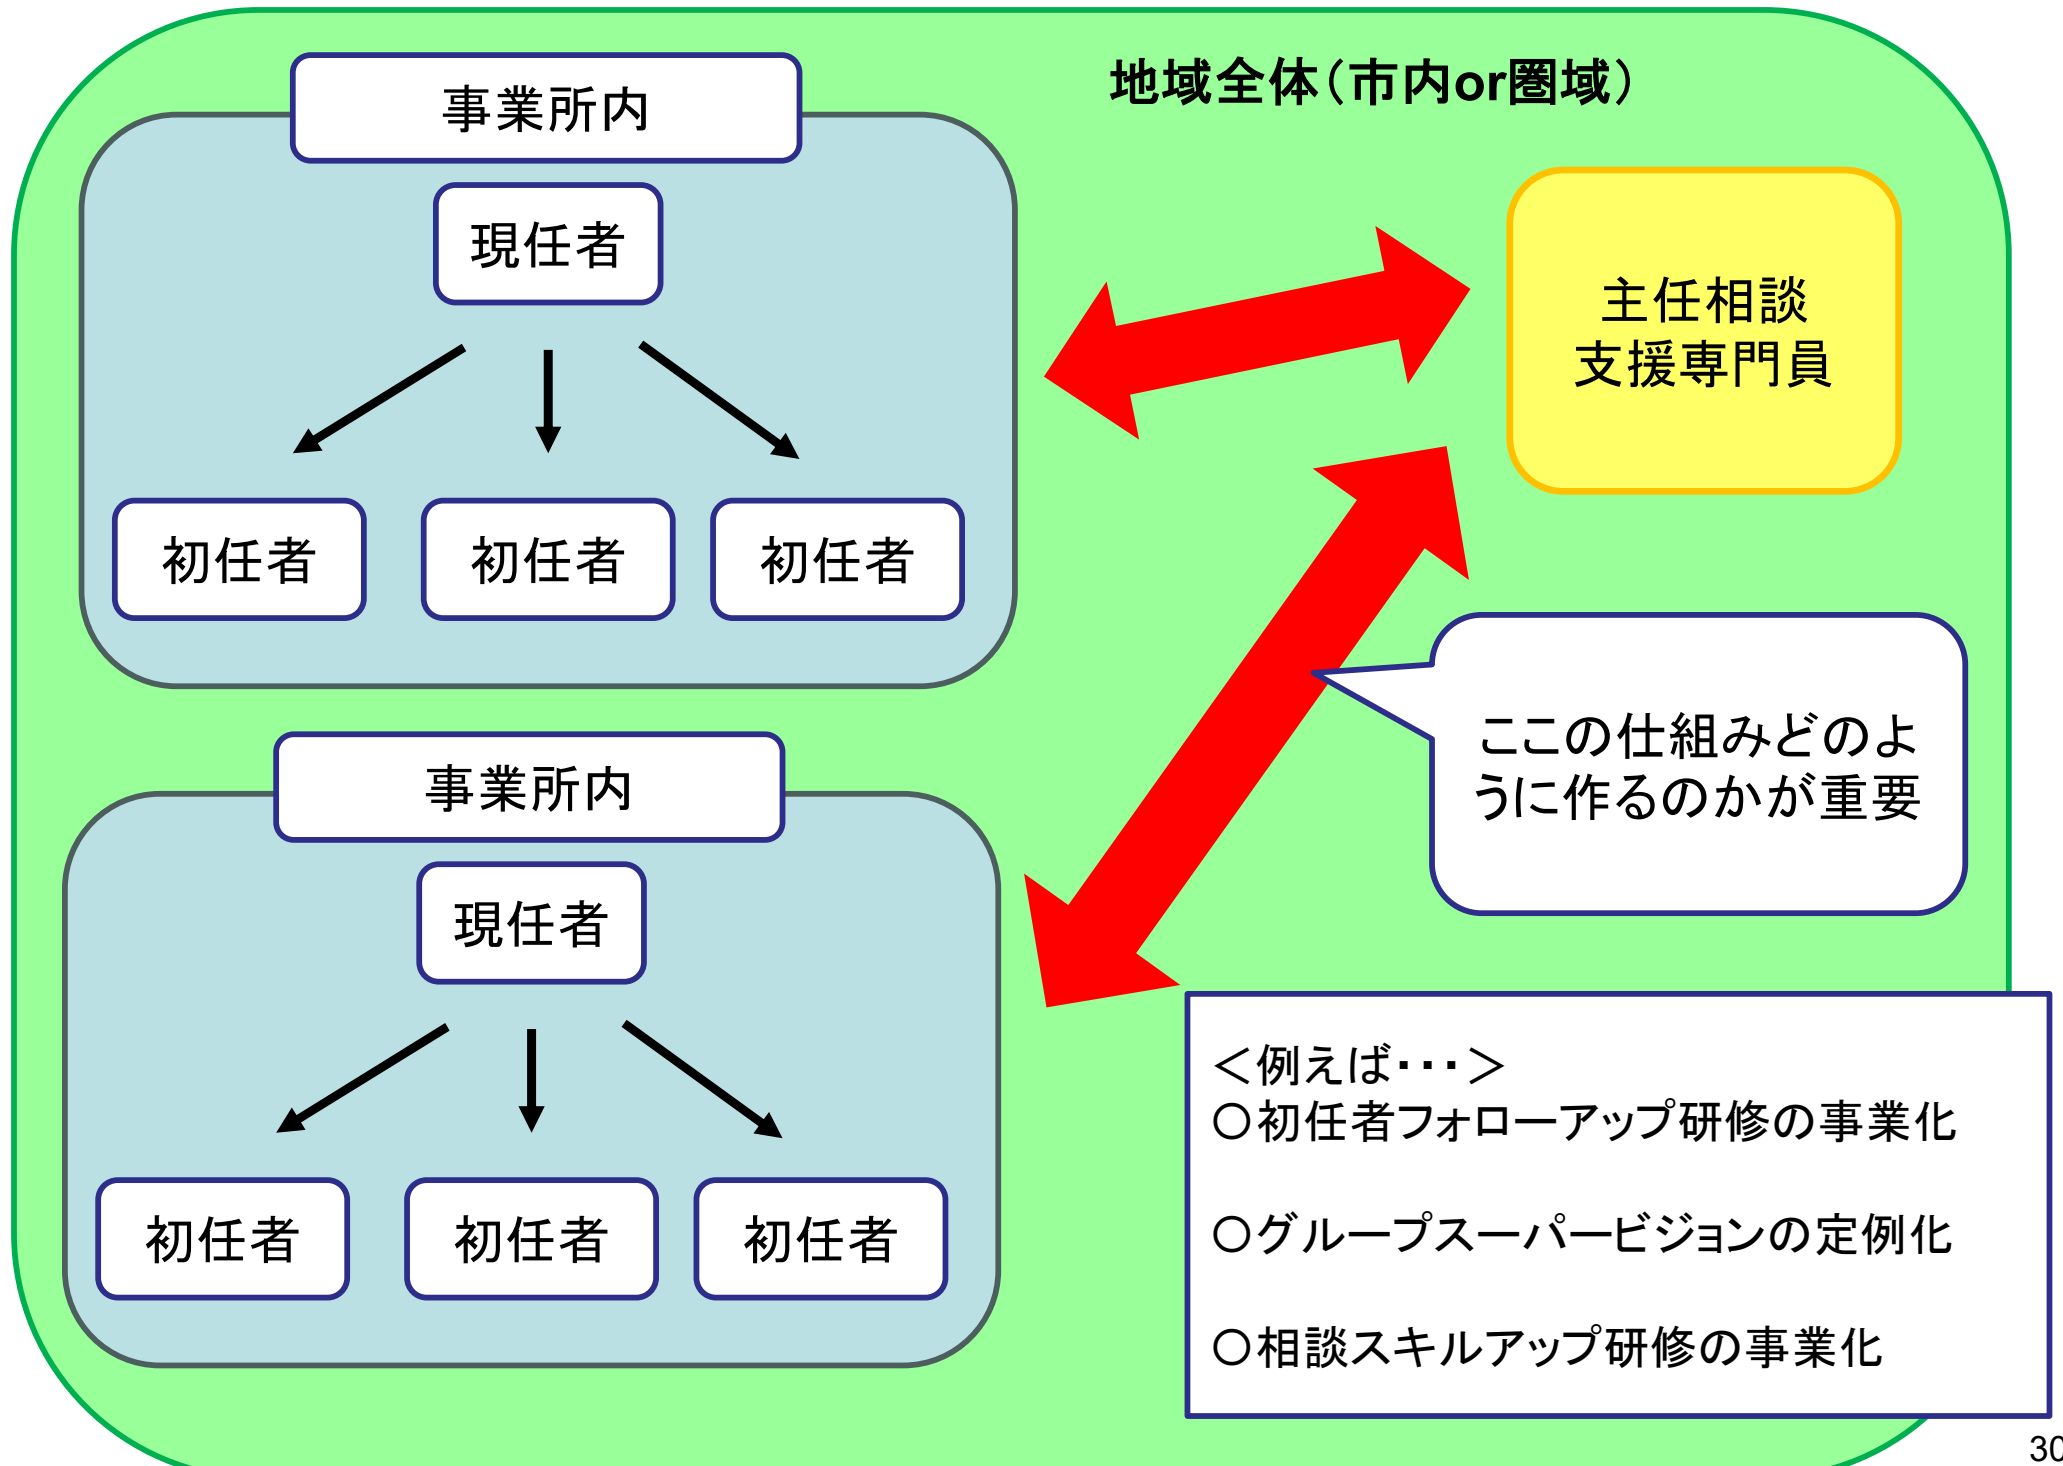 地域全体（市内or圏域）
事業所内
現任者
初任者
初任者
初任者
主任相談
支援専門員
ここの仕組みどのよ
うに作るのかが重要
事業所内
現任者
初任者
初任者
初任者
＜例えば・・・＞
○初任者フォローアップ研修の事業化
○グループスーパービジョンの定例化
○相談スキルアップ研修の事業化
30